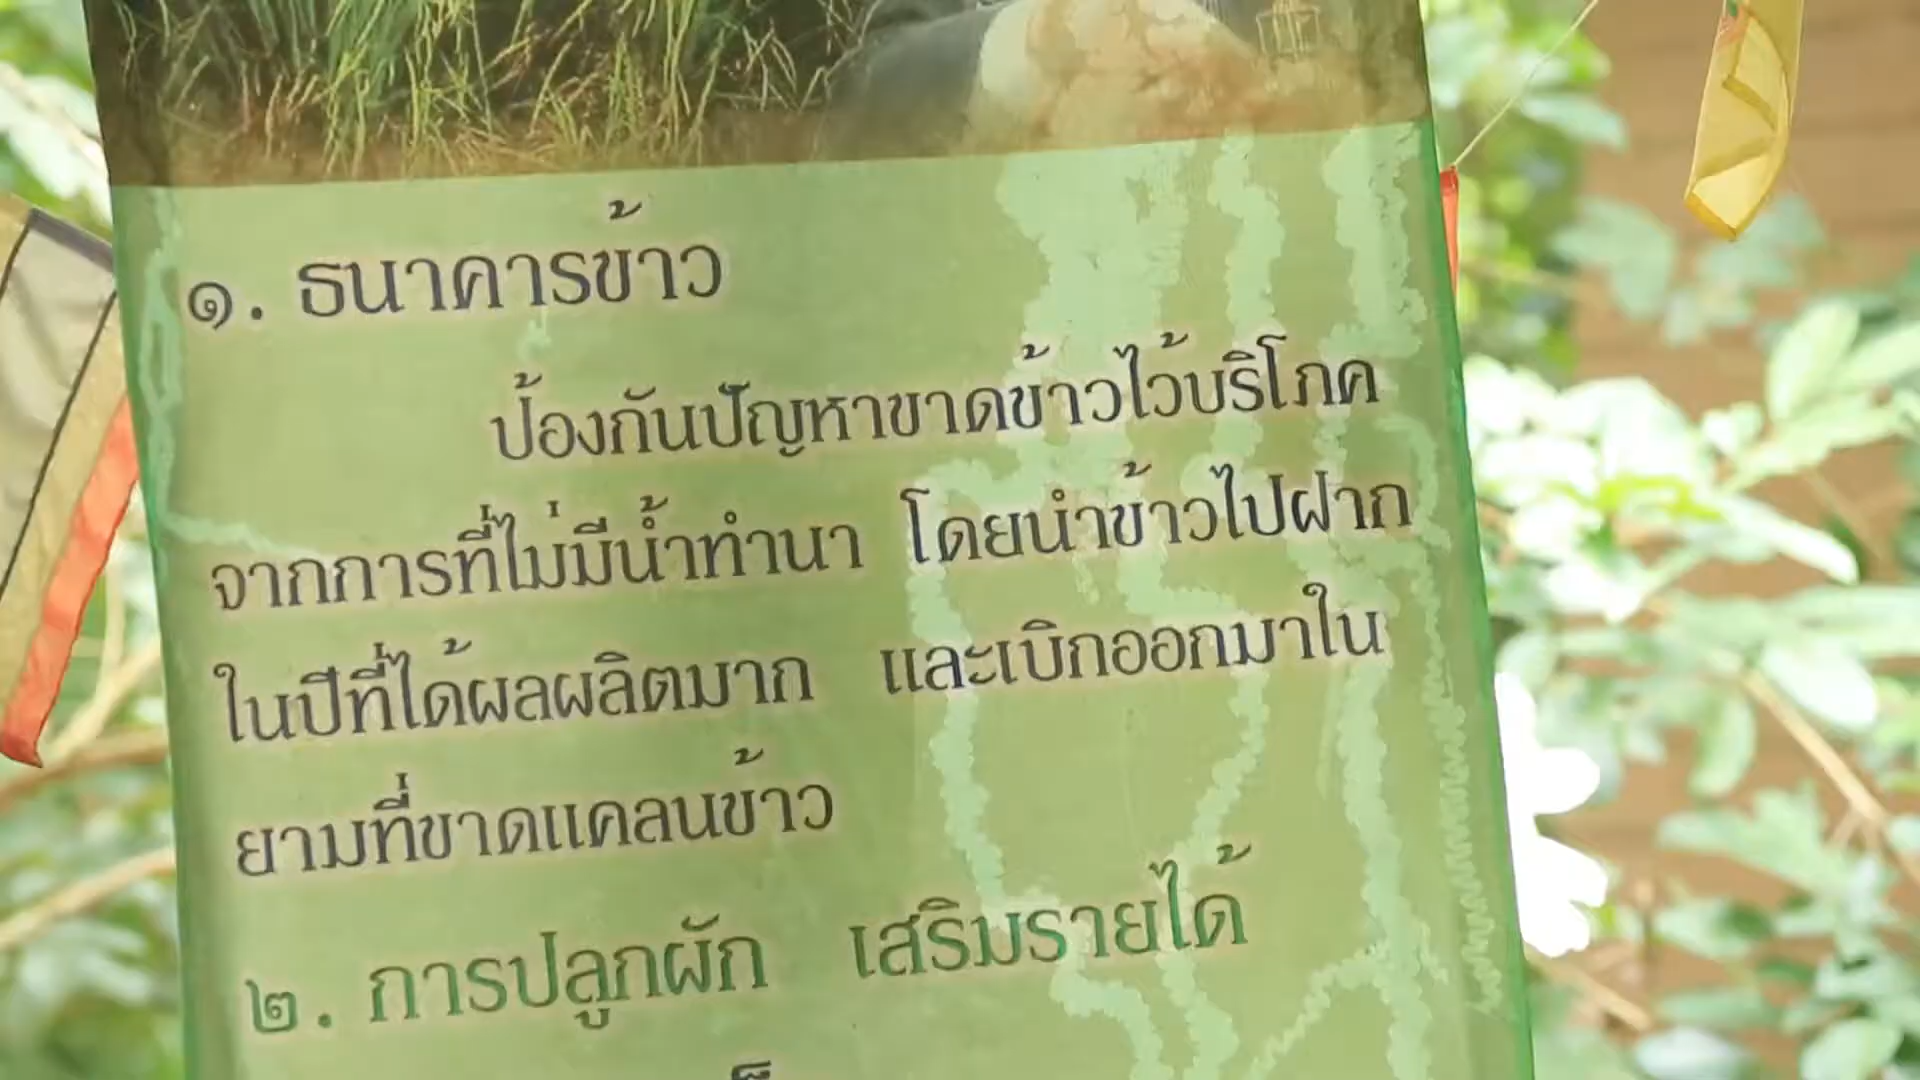 ๑. ธนาคารข้าว
ป้องกันปัญหาขาดข้าวไว้บริโภค
จากการที่ไม่มีน้ำทำนา โดยนำข้าวไปฝาก
ในปีที่ได้ผลผลิตมาก และเบิกออกมาใน
ยามที่ขาดแคลนข้าว
๒. การปลูกผัก เสริมรายได้